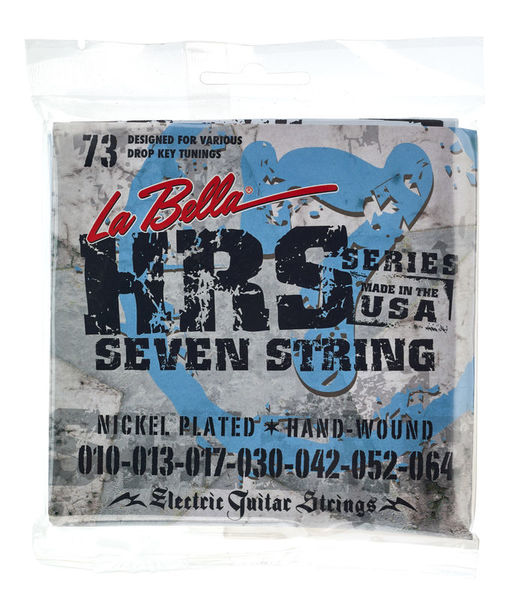 73 DESIGNED FOR VARIOUS
DROP KEY TUNINGS
La Bella®
HRS SERIES
MADE IN THE
USA
SEVEN STRING
NICKEL PLATED * HAND-WOUND
010-013-017-030-042-052-064
Electric Guitar Strings